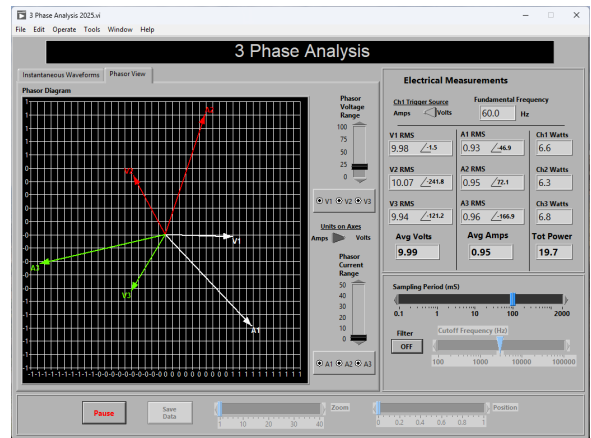 3 Phase Analysis 2025.vi
File Edit Operate Tools Window Help
3 Phase Analysis
Instantaneous Waveforms Phasor View
Phasor Diagram
A2
V2
V1
A3
V3
A1
Phasor
Voltage
Range
100
75
50
25
0
V1 V2 V3
Units on Axes
Amps Volts
Phasor
Current
Range
50
40
30
20
10
0
A1 A2 A3
Electrical Measurements
Ch1 Trigger Source Fundamental Frequency
Amps Volts 60.0 Hz
V1 RMS A1 RMS Ch1 Watts
9.98 -1.5 0.93 -46.9 6.6
V2 RMS A2 RMS Ch2 Watts
10.07 -241.8 0.95 72.1 6.3
V3 RMS A3 RMS Ch3 Watts
9.94 -121.2 0.96 -166.9 6.8
Avg Volts Avg Amps Tot Power
9.99 0.95 19.7
Sampling Period (mS)
0.1 1 10 100 2000
Filter Cutoff Frequency (Hz)
OFF
100 1000 10000 100000
Pause Save
Data
Zoom
1 10 20 30 40
Position
0 0.2 0.4 0.6 0.8 1